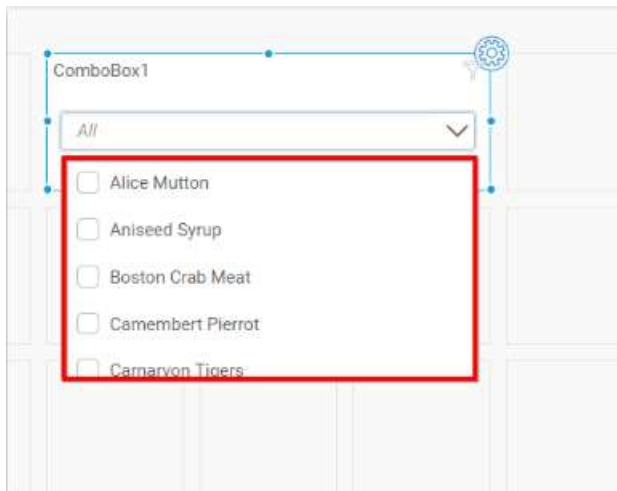 ComboBox1
All
Alice Mutton
Aniseed Syrup
Boston Crab Meat
Camembert Pierrot
Carnarvon Tigers